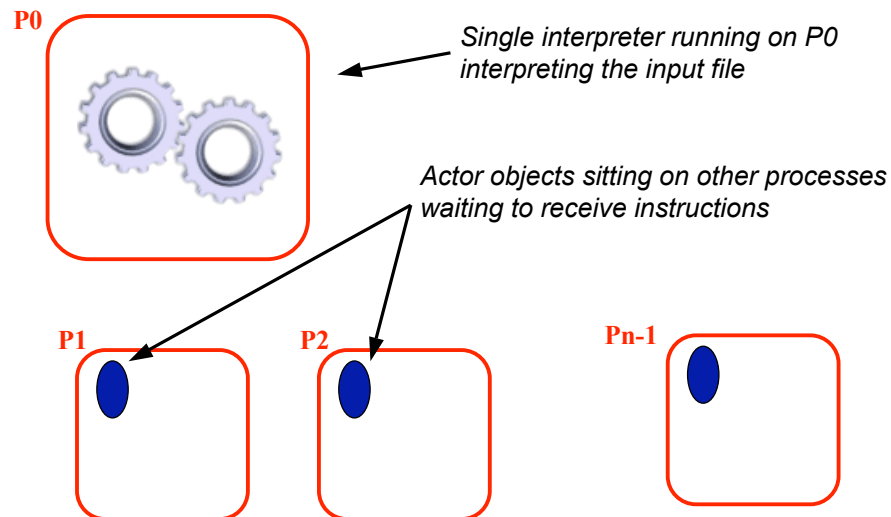 P0
Single interpreter running on P0
interpreting the input file
Actor objects sitting on other processes
waiting to receive instructions
P1
P2
Pn-1